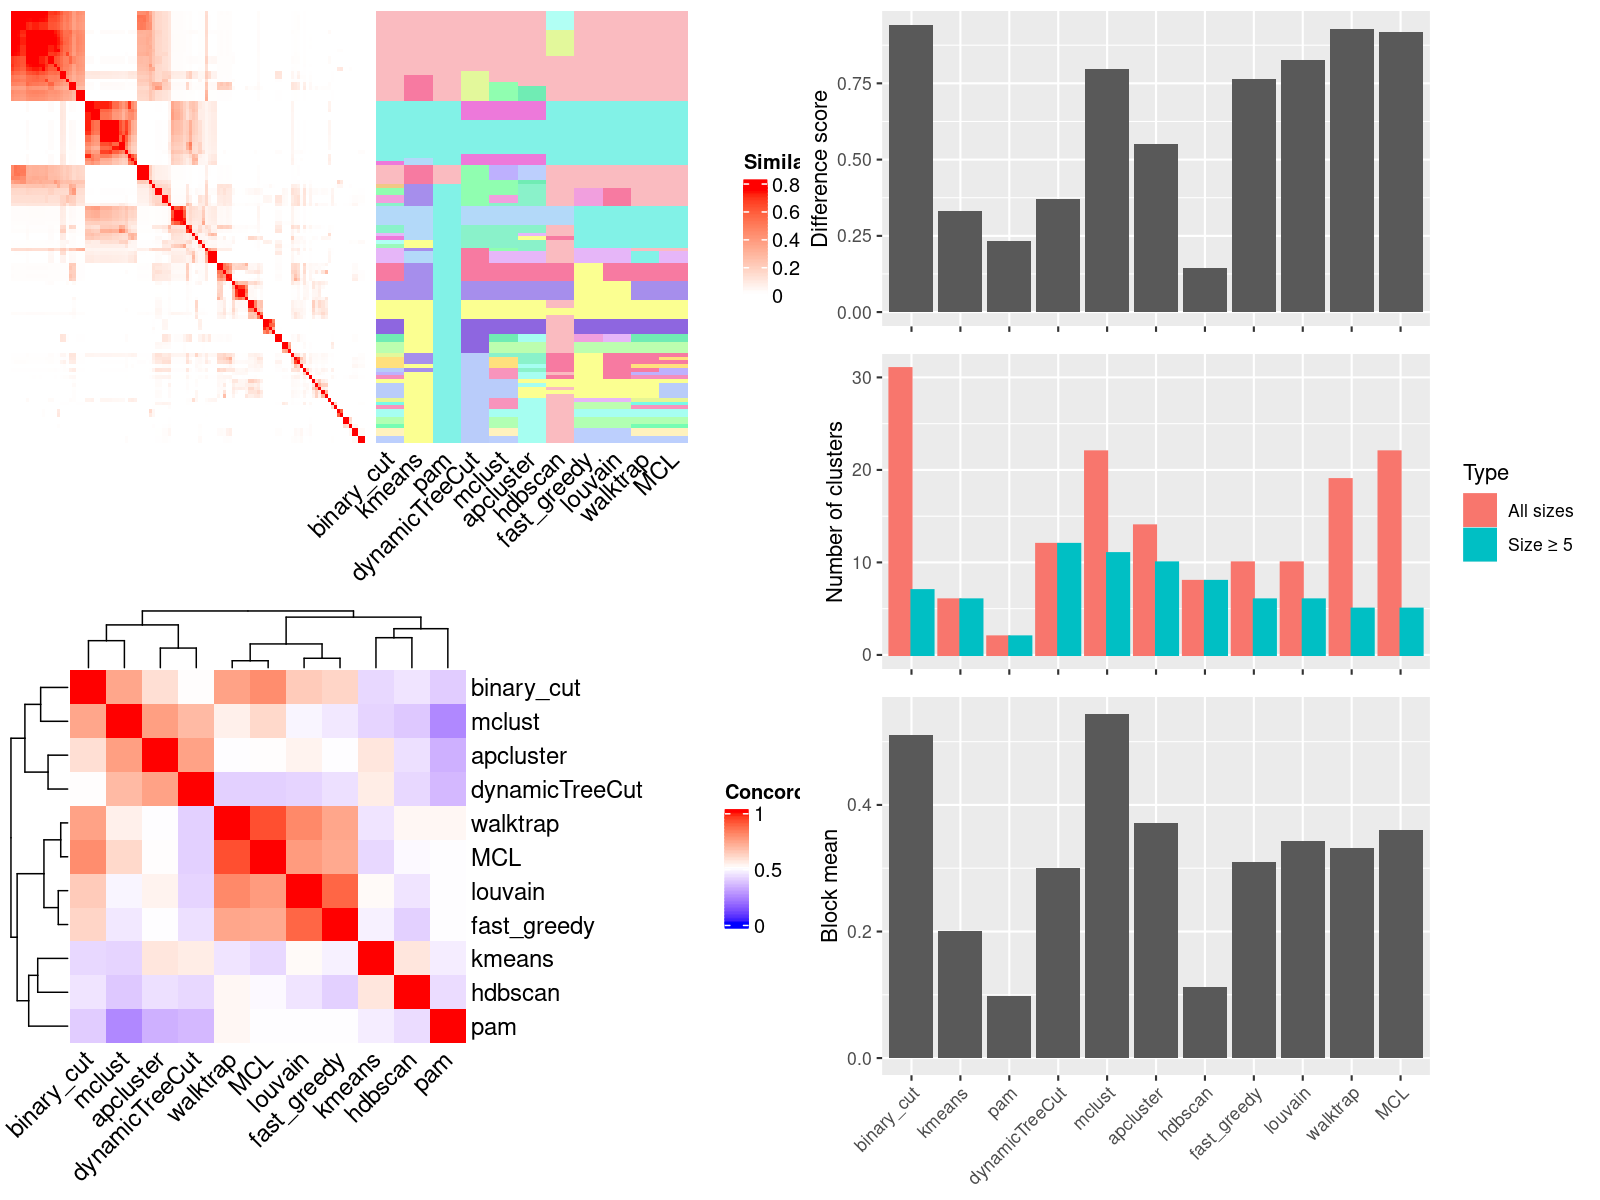 Simila
0.8
0.6
0.4
0.2
0
binary_cut
kmeans
pam
dynamicTreeCut
mclust
apcluster
hdbscan
fast_greedy
louvain
walktrap
MCL
Difference score
0.75
0.50
0.25
0.00
Number of clusters
30
20
10
0
Type
All sizes
Size ≥ 5
binary_cut
mclust
apcluster
dynamicTreeCut
walktrap
MCL
louvain
fast_greedy
kmeans
hdbscan
pam
binary_cut
mclust
apcluster
dynamicTreeCut
walktrap
MCL
louvain
fast_greedy
kmeans
hdbscan
pam
Concord
1
0.5
0
Block mean
0.4
0.2
0.0
binary_cut
kmeans
pam
dynamicTreeCut
mclust
apcluster
hdbscan
fast_greedy
louvain
walktrap
MCL